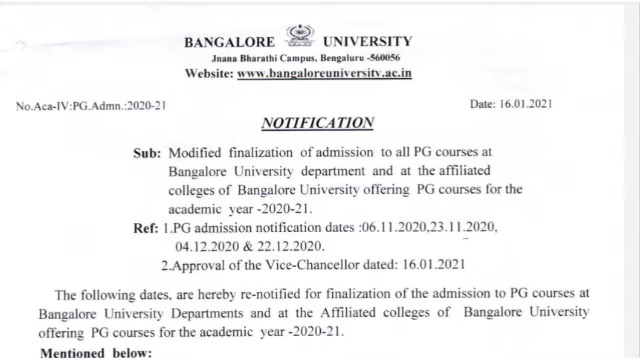 BANGALORE UNIVERSITY
Jnana Bharathi Campus, Bengaluru -560056
Website: www.bangaloreuniversity.ac.in
No.Aca-IV:PG.Admn.:2020-21 Date: 16.01.2021
NOTIFICATION
Sub: Modified finalization of admission to all PG courses at
Bangalore University department and at the affiliated
colleges of Bangalore University offering PG courses for the
academic year -2020-21.
Ref: 1.PG admission notification dates :06.11.2020,23.11.2020,
04.12.2020 & 22.12.2020.
2.Approval of the Vice-Chancellor dated: 16.01.2021
The following dates, are hereby re-notified for finalization of the admission to PG courses at
Bangalore University Departments and at the Affiliated colleges of Bangalore University
offering PG courses for the academic year -2020-21.
Mentioned below: